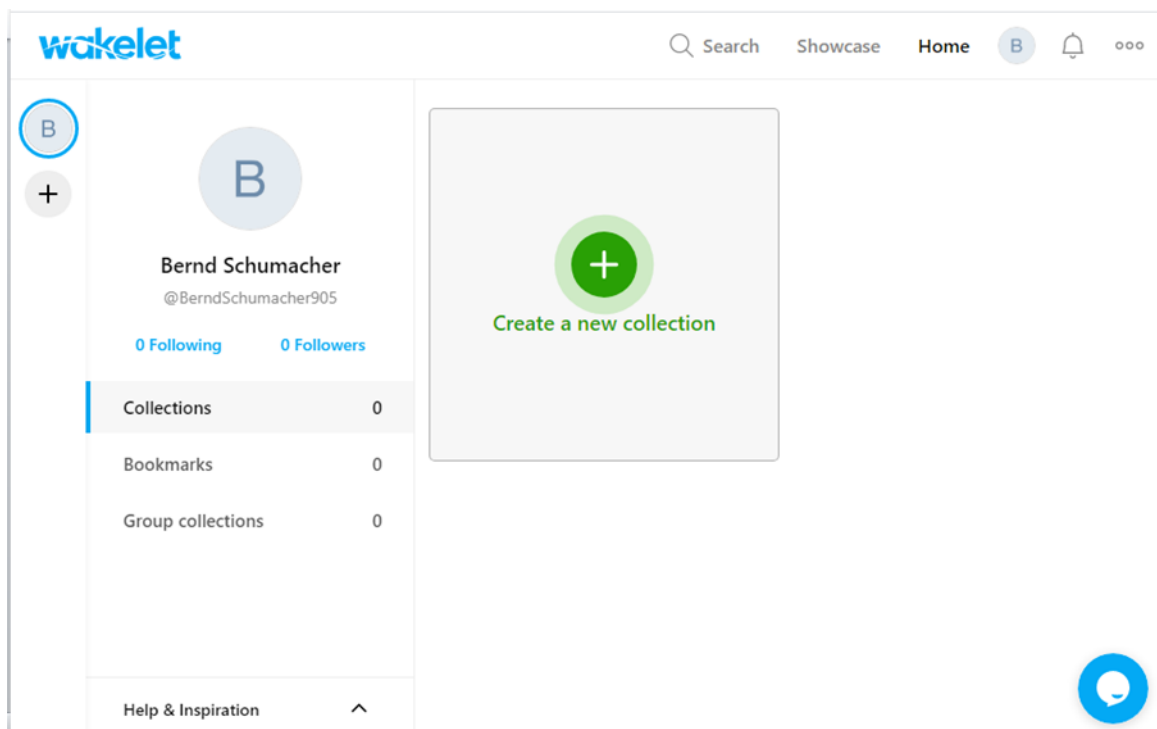 wakelet
Search Showcase Home B
B
B
Bernd Schumacher
@BerndSchumacher905
0 Following 0 Followers
Collections 0
Bookmarks 0
Group collections 0
Help & Inspiration
Create a new collection